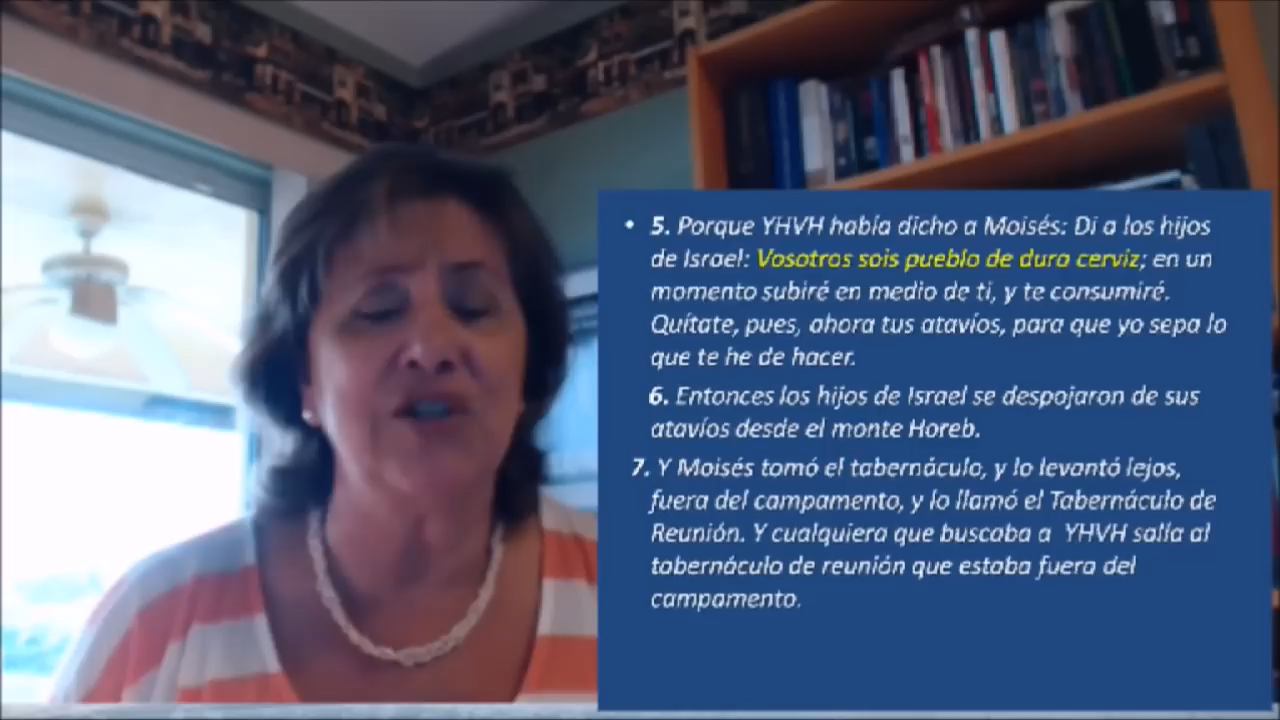 • 5. Porque YHVH había dicho a Moisés: Di a los hijos
de Israel: Vosotros sois pueblo de dura cerviz; en un
momento subiré en medio de ti, y te consumiré.
Quítate, pues, ahora tus atavíos, para que yo sepa lo
que te he de hacer.
6. Entonces los hijos de Israel se despojaron de sus
atavíos desde el monte Horeb.
7. Y Moisés tomó el tabernáculo, y lo levantó lejos,
fuera del campamento, y lo llamó el Tabernáculo de
Reunión. Y cualquiera que buscaba a YHVH salía al
tabernáculo de reunión que estaba fuera del
campamento.